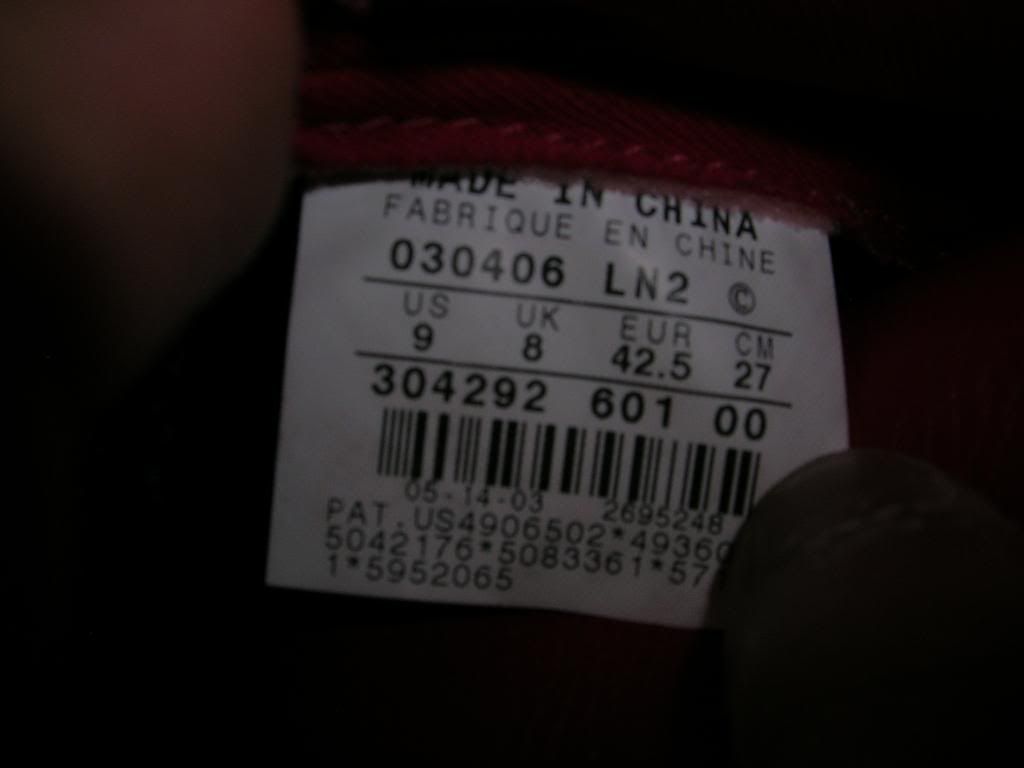 MADE IN CHINA
FABRIQUE EN CHINE
030406 LN2 ©
US UK EUR CM
9 8 42.5 27
304292 601 00
05-14-03 2695248
PAT. US4906502*49360
5042176*5083361*57
1*5952065